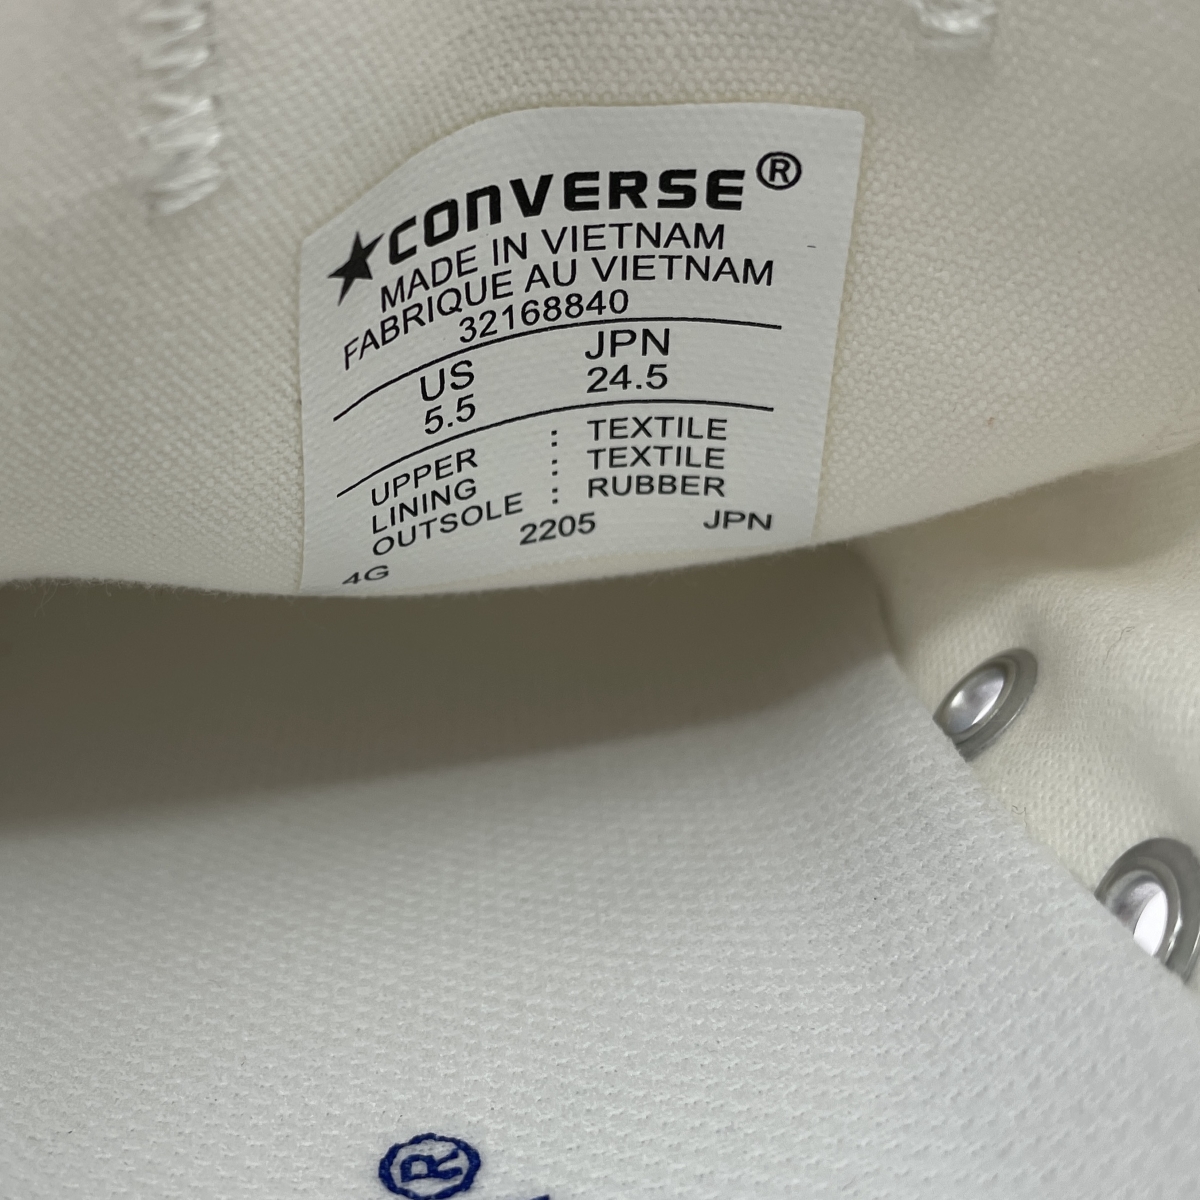 ★CONVERSE®
MADE IN VIETNAM
FABRIQUE AU VIETNAM
32168840
US JPN
5.5 24.5
UPPER : TEXTILE
LINING : TEXTILE
OUTSOLE : RUBBER
4G 2205 JPN
®